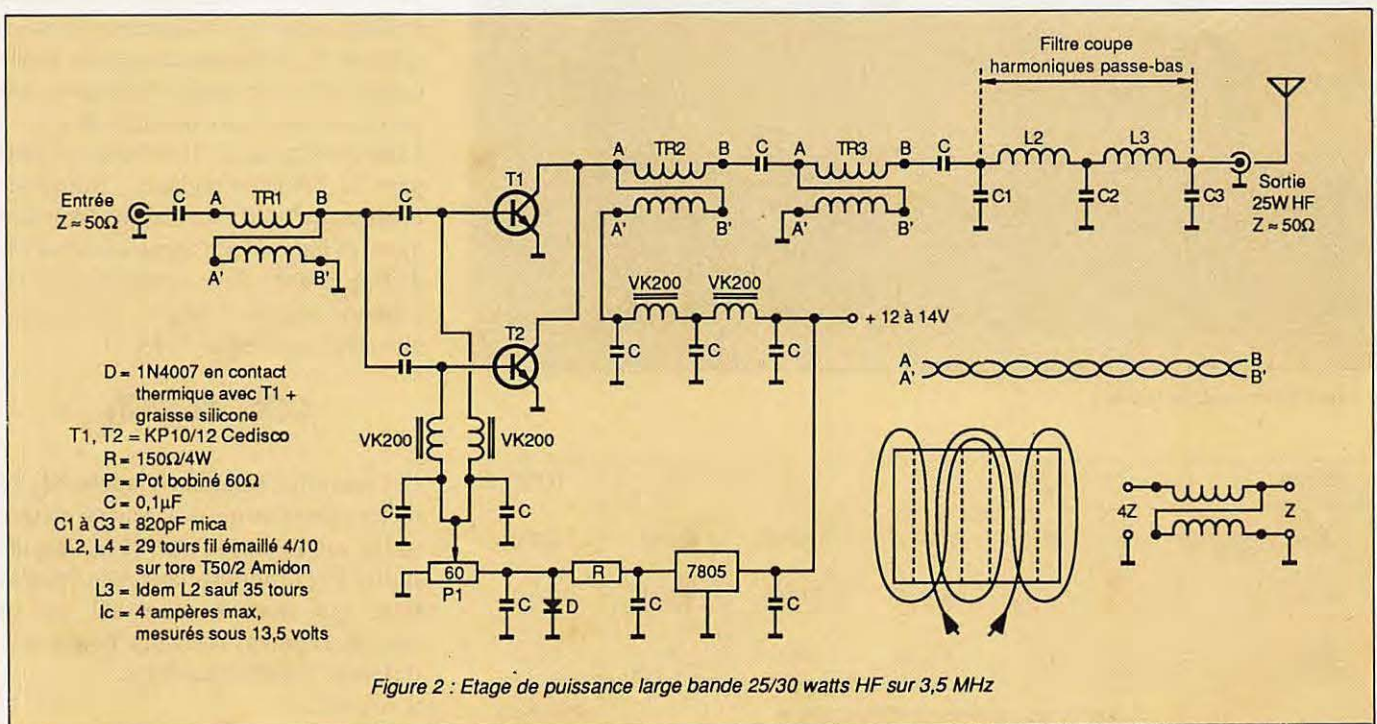 Filtre coupe
harmoniques passe-bas
Entrée
Z ≈ 50Ω
C
A
TR1
B
A'
B'
C
C
T1
T2
A
TR2
B
C
A
TR3
B
C
A'
B'
A'
B'
L2
L3
C1
C2
C3
Sortie
25W HF
Z ≈ 50Ω
VK200
VK200
C
C
C
+ 12 à 14V
VK200
VK200
C
C
60
P1
C
D
R
C
7805
C
A
A'
B
B'
4Z
Z
D = 1N4007 en contact
thermique avec T1 +
graisse silicone
T1, T2 = KP10/12 Cedisco
R = 150Ω/4W
P = Pot bobiné 60Ω
C = 0,1µF
C1 à C3 = 820pF mica
L2, L4 = 29 tours fil émaillé 4/10
sur tore T50/2 Amidon
L3 = Idem L2 sauf 35 tours
Ic = 4 ampères max,
mesurés sous 13,5 volts
Figure 2 : Etage de puissance large bande 25/30 watts HF sur 3,5 MHz